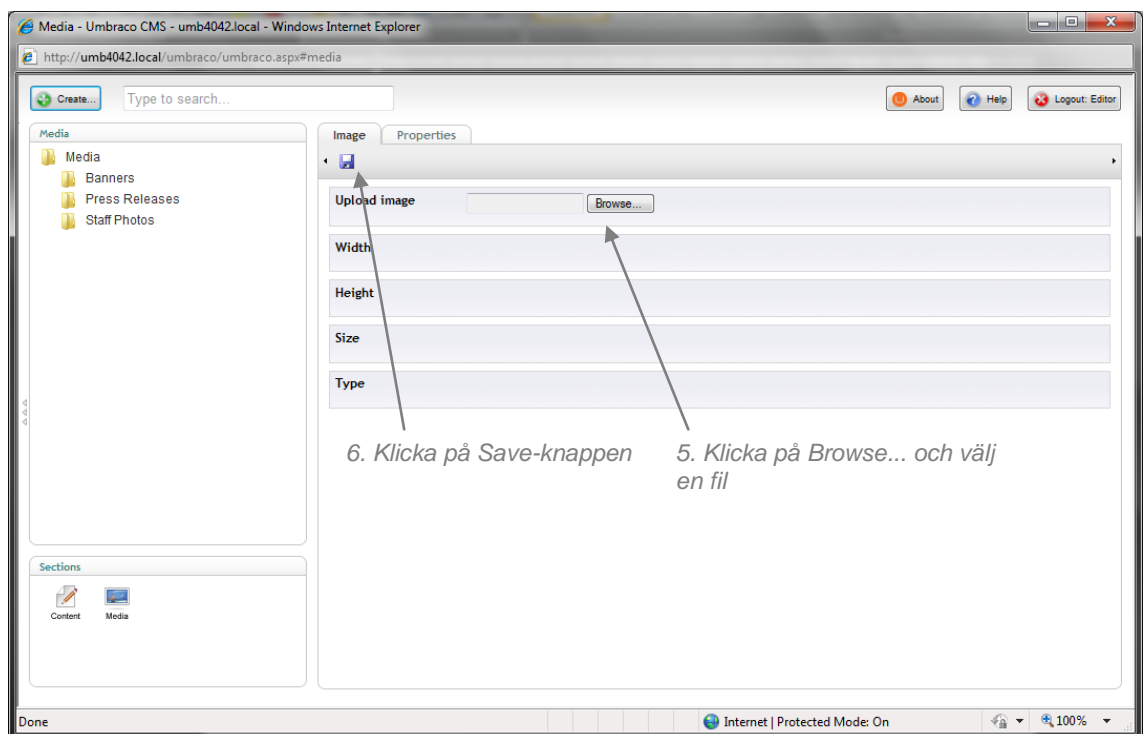 Media - Umbraco CMS - umb4042.local - Windows Internet Explorer
http://umb4042.local/umbraco/umbraco.aspx#media
Create... Type to search... About Help Logout: Editor
Media
Media
Banners
Press Releases
Staff Photos
Image Properties
Upload image Browse...
Width
Height
Size
Type
6. Klicka på Save-knappen
5. Klicka på Browse... och välj
en fil
Sections
Content Media
Done Internet | Protected Mode: On 100%